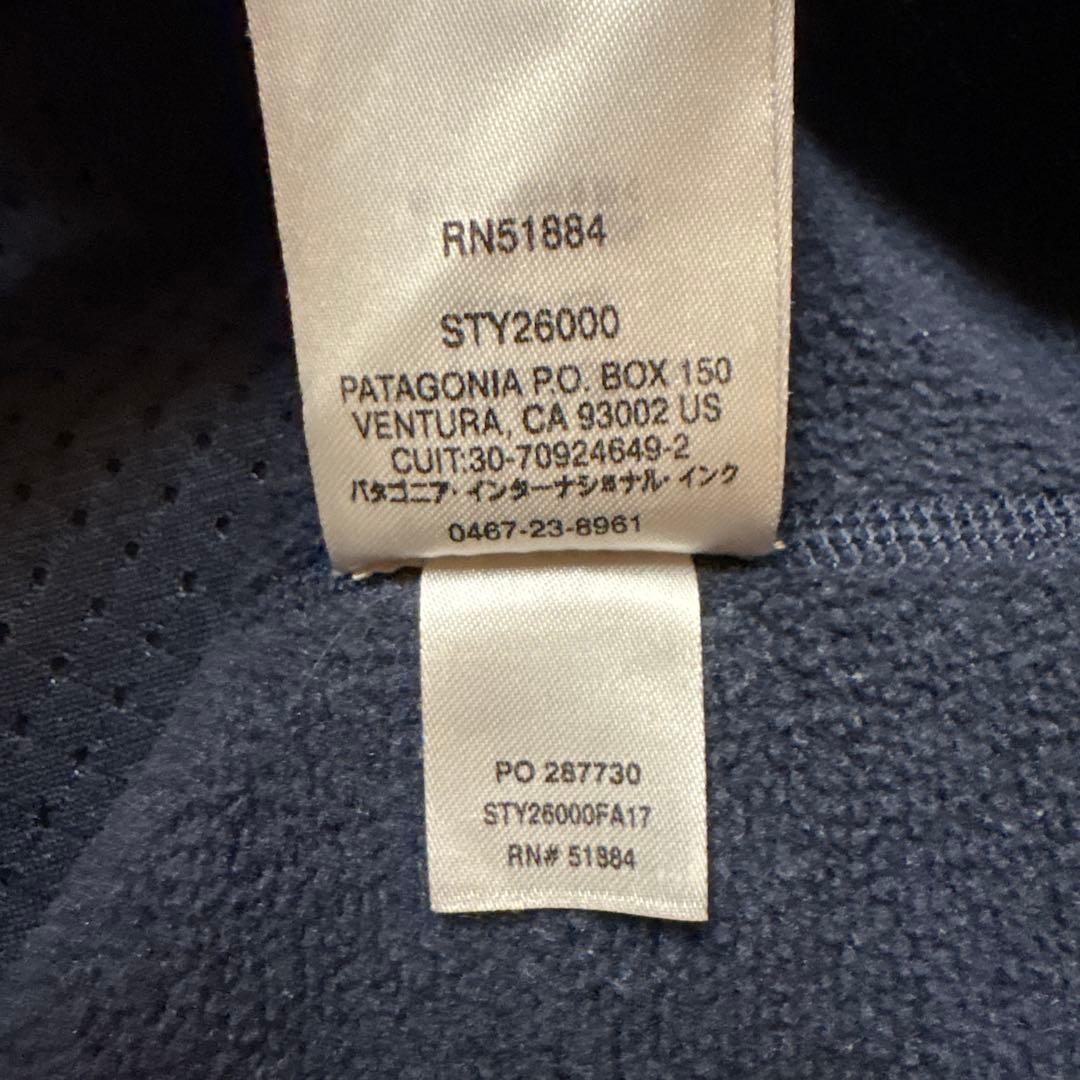 RN51884
STY26000
PATAGONIA P.O. BOX 150
VENTURA, CA 93002 US
CUIT:30-70924649-2
パタゴニア・インターナショナル・インク
0467-23-8961
PO 287730
STY26000FA17
RN# 51884